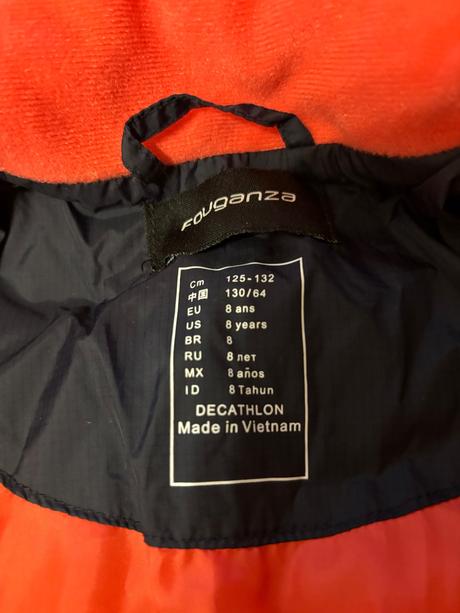 Fouganza
Cm 125-132
中国 130/64
EU 8 ans
US 8 years
BR 8
RU 8 лет
MX 8 años
ID 8 Tahun
DECATHLON
Made in Vietnam